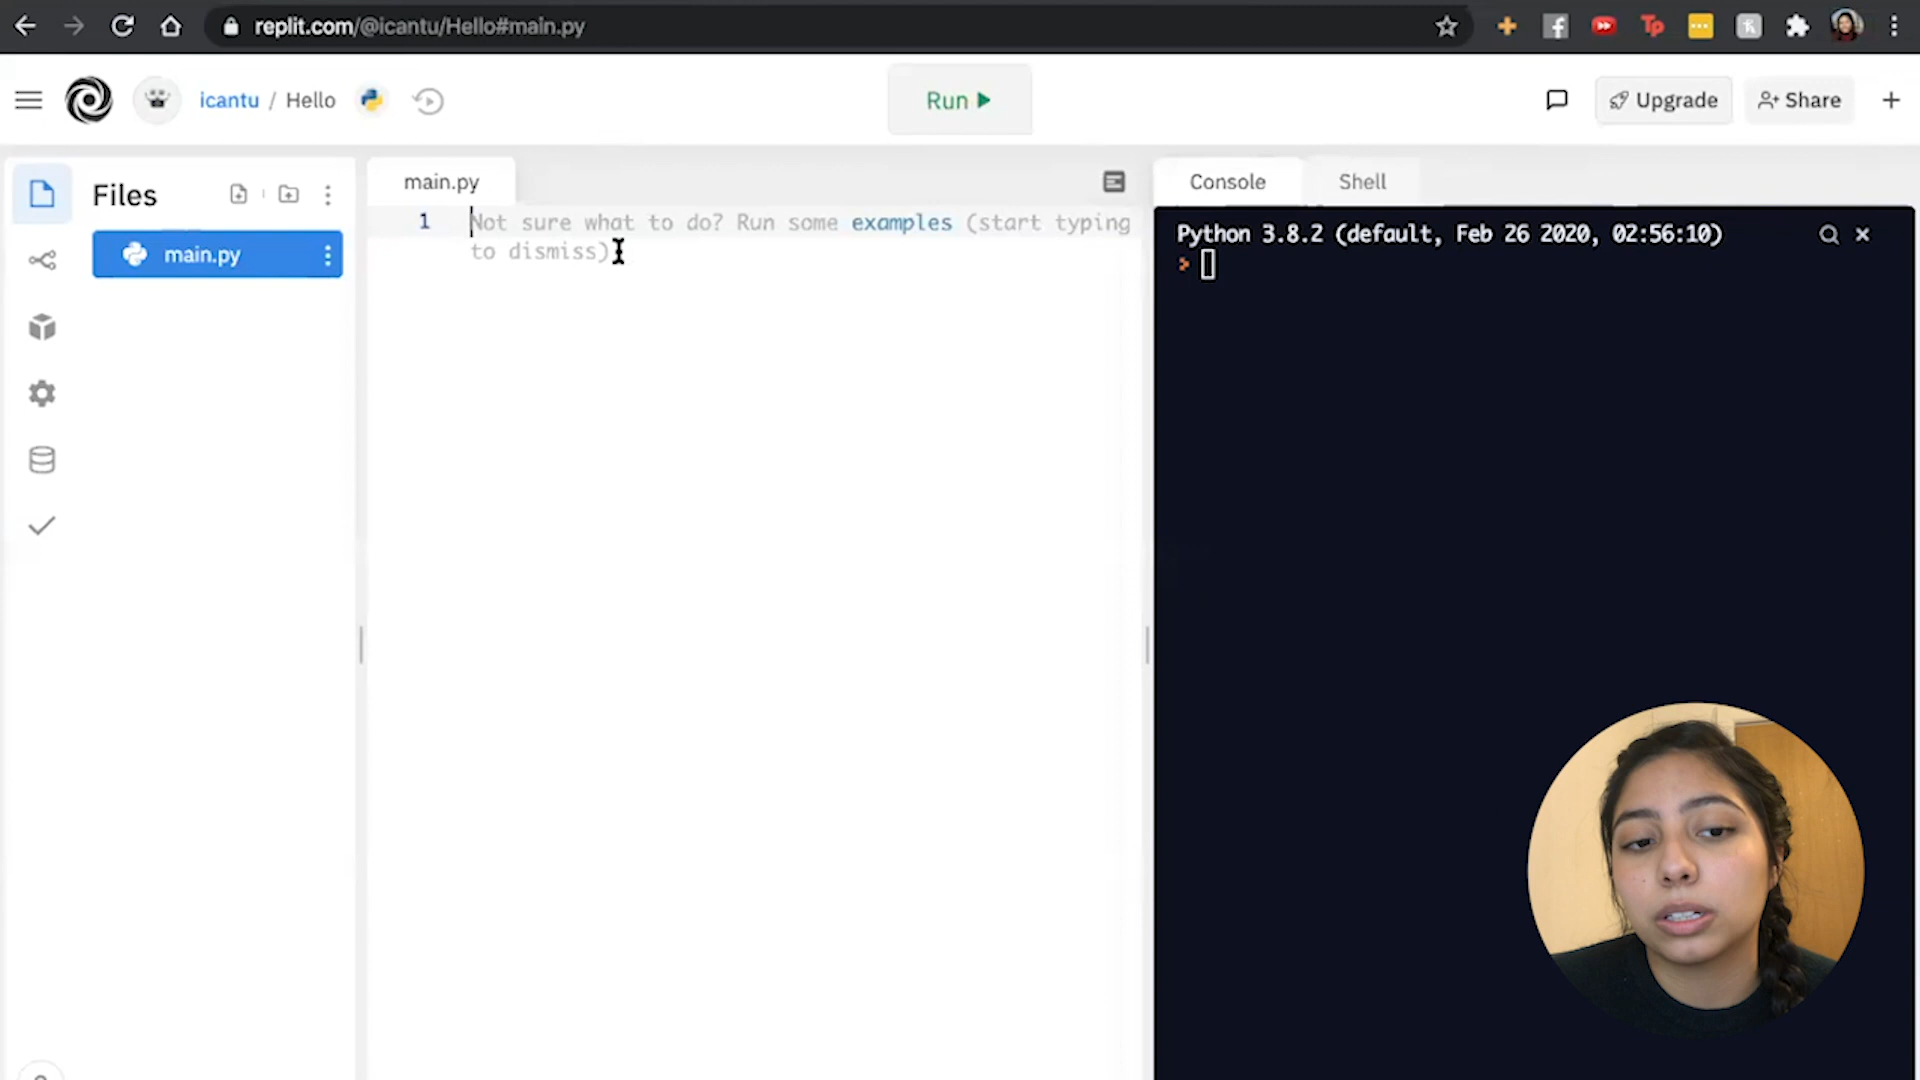 replit.com/@icantu/Hello#main.py
Tp
icantu / Hello
Run
Upgrade
Share
Files
main.py
main.py
1
Not sure what to do? Run some examples (start typing
to dismiss)
Console
Shell
Python 3.8.2 (default, Feb 26 2020, 02:56:10)
>